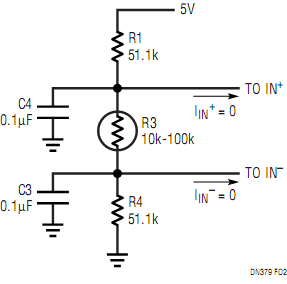 5V
R1
51.1k
TO IN+
C4
0.1µF
IIN+ = 0
R3
10k-100k
TO IN–
C3
0.1µF
IIN– = 0
R4
51.1k
DN379 F02